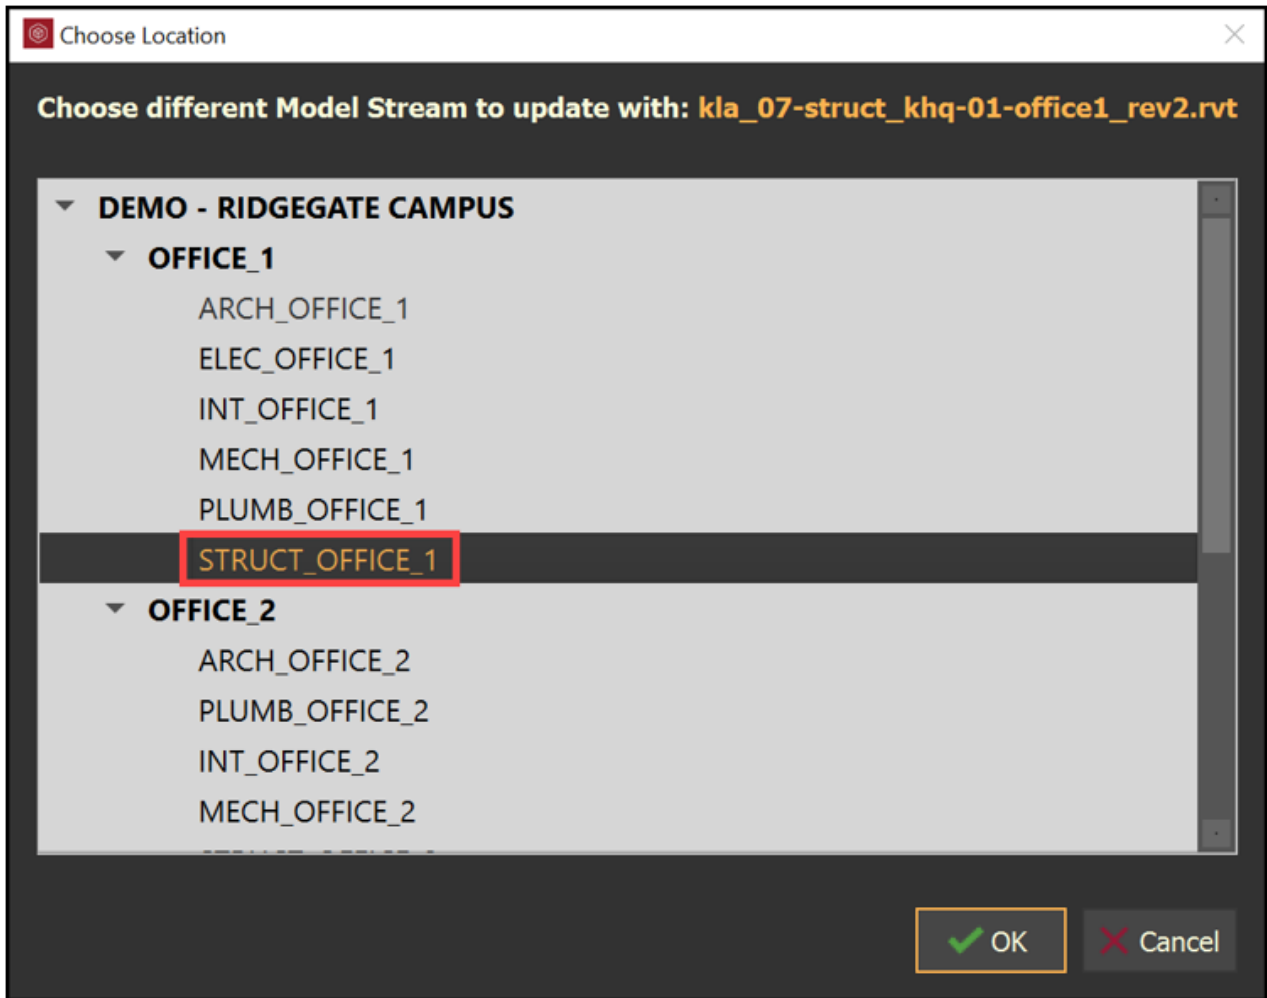 Choose Location
Choose different Model Stream to update with: kla_07-struct_khq-01-office1_rev2.rvt
DEMO - RIDGEGATE CAMPUS
OFFICE_1
ARCH_OFFICE_1
ELEC_OFFICE_1
INT_OFFICE_1
MECH_OFFICE_1
PLUMB_OFFICE_1
STRUCT_OFFICE_1
OFFICE_2
ARCH_OFFICE_2
PLUMB_OFFICE_2
INT_OFFICE_2
MECH_OFFICE_2
OK Cancel